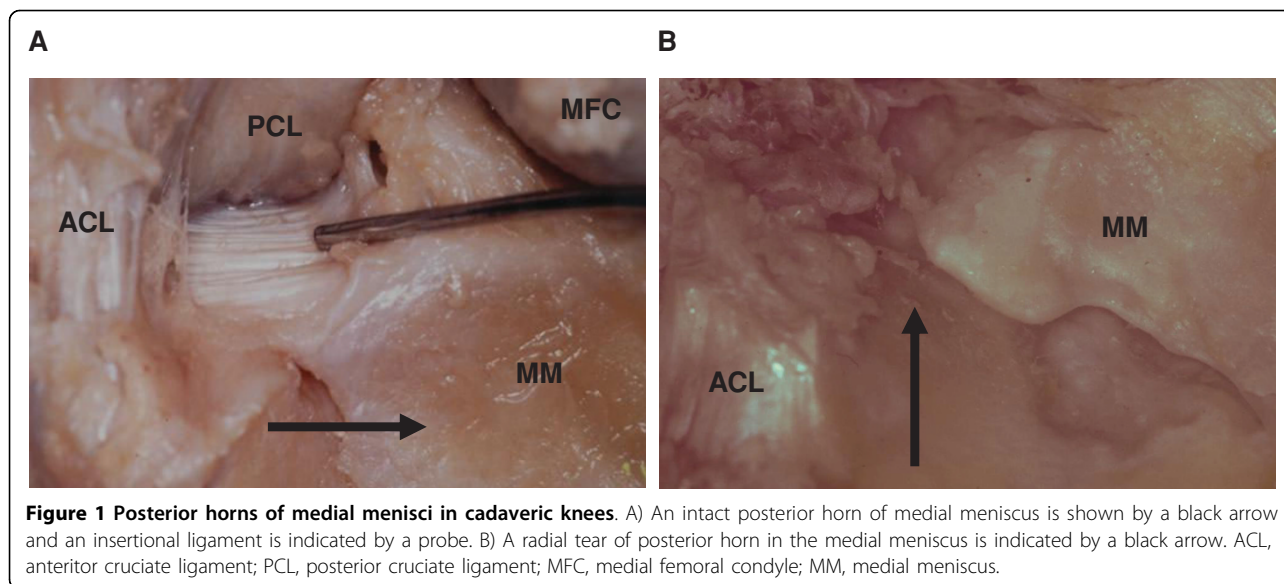 A
B
PCL
MFC
ACL
MM
MM
ACL
Figure 1 Posterior horns of medial menisci in cadaveric knees. A) An intact posterior horn of medial meniscus is shown by a black arrow
and an insertional ligament is indicated by a probe. B) A radial tear of posterior horn in the medial meniscus is indicated by a black arrow. ACL,
anteritor cruciate ligament; PCL, posterior cruciate ligament; MFC, medial femoral condyle; MM, medial meniscus.